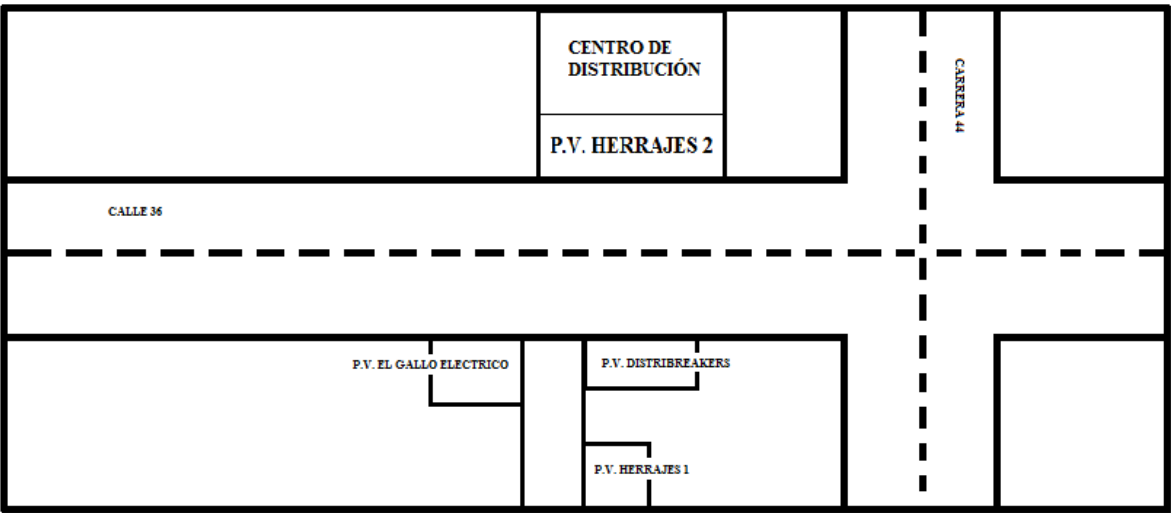 CENTRO DE
DISTRIBUCIÓN
CARRERA 44
P.V. HERRAJES 2
CALLE 36
P.V. EL GALLO ELECTRICO
P.V. DISTRIBREAKERS
P.V. HERRAJES 1